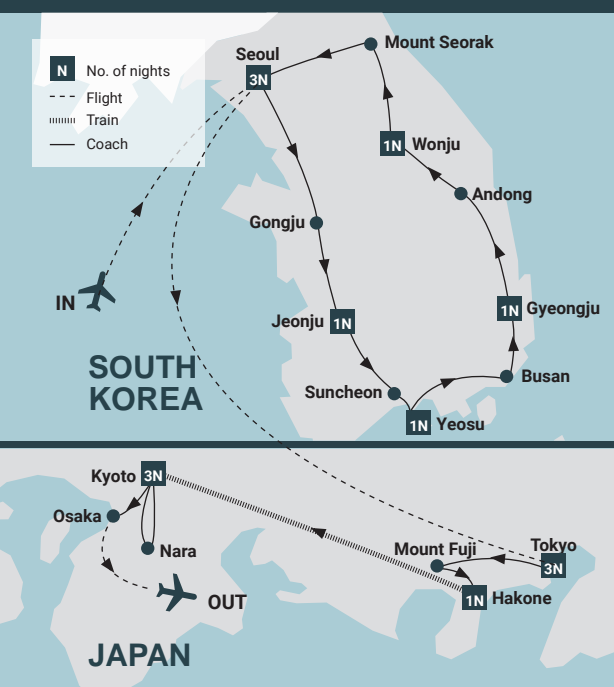 N No. of nights
Flight
Train
Coach
Seoul
3N
Mount Seorak
1N Wonju
Andong
Gongju
IN
Jeonju 1N
1N Gyeongju
SOUTH
KOREA
Suncheon
Busan
1N Yeosu
Kyoto 3N
Osaka
Nara
Mount Fuji
Tokyo
3N
1N Hakone
OUT
JAPAN